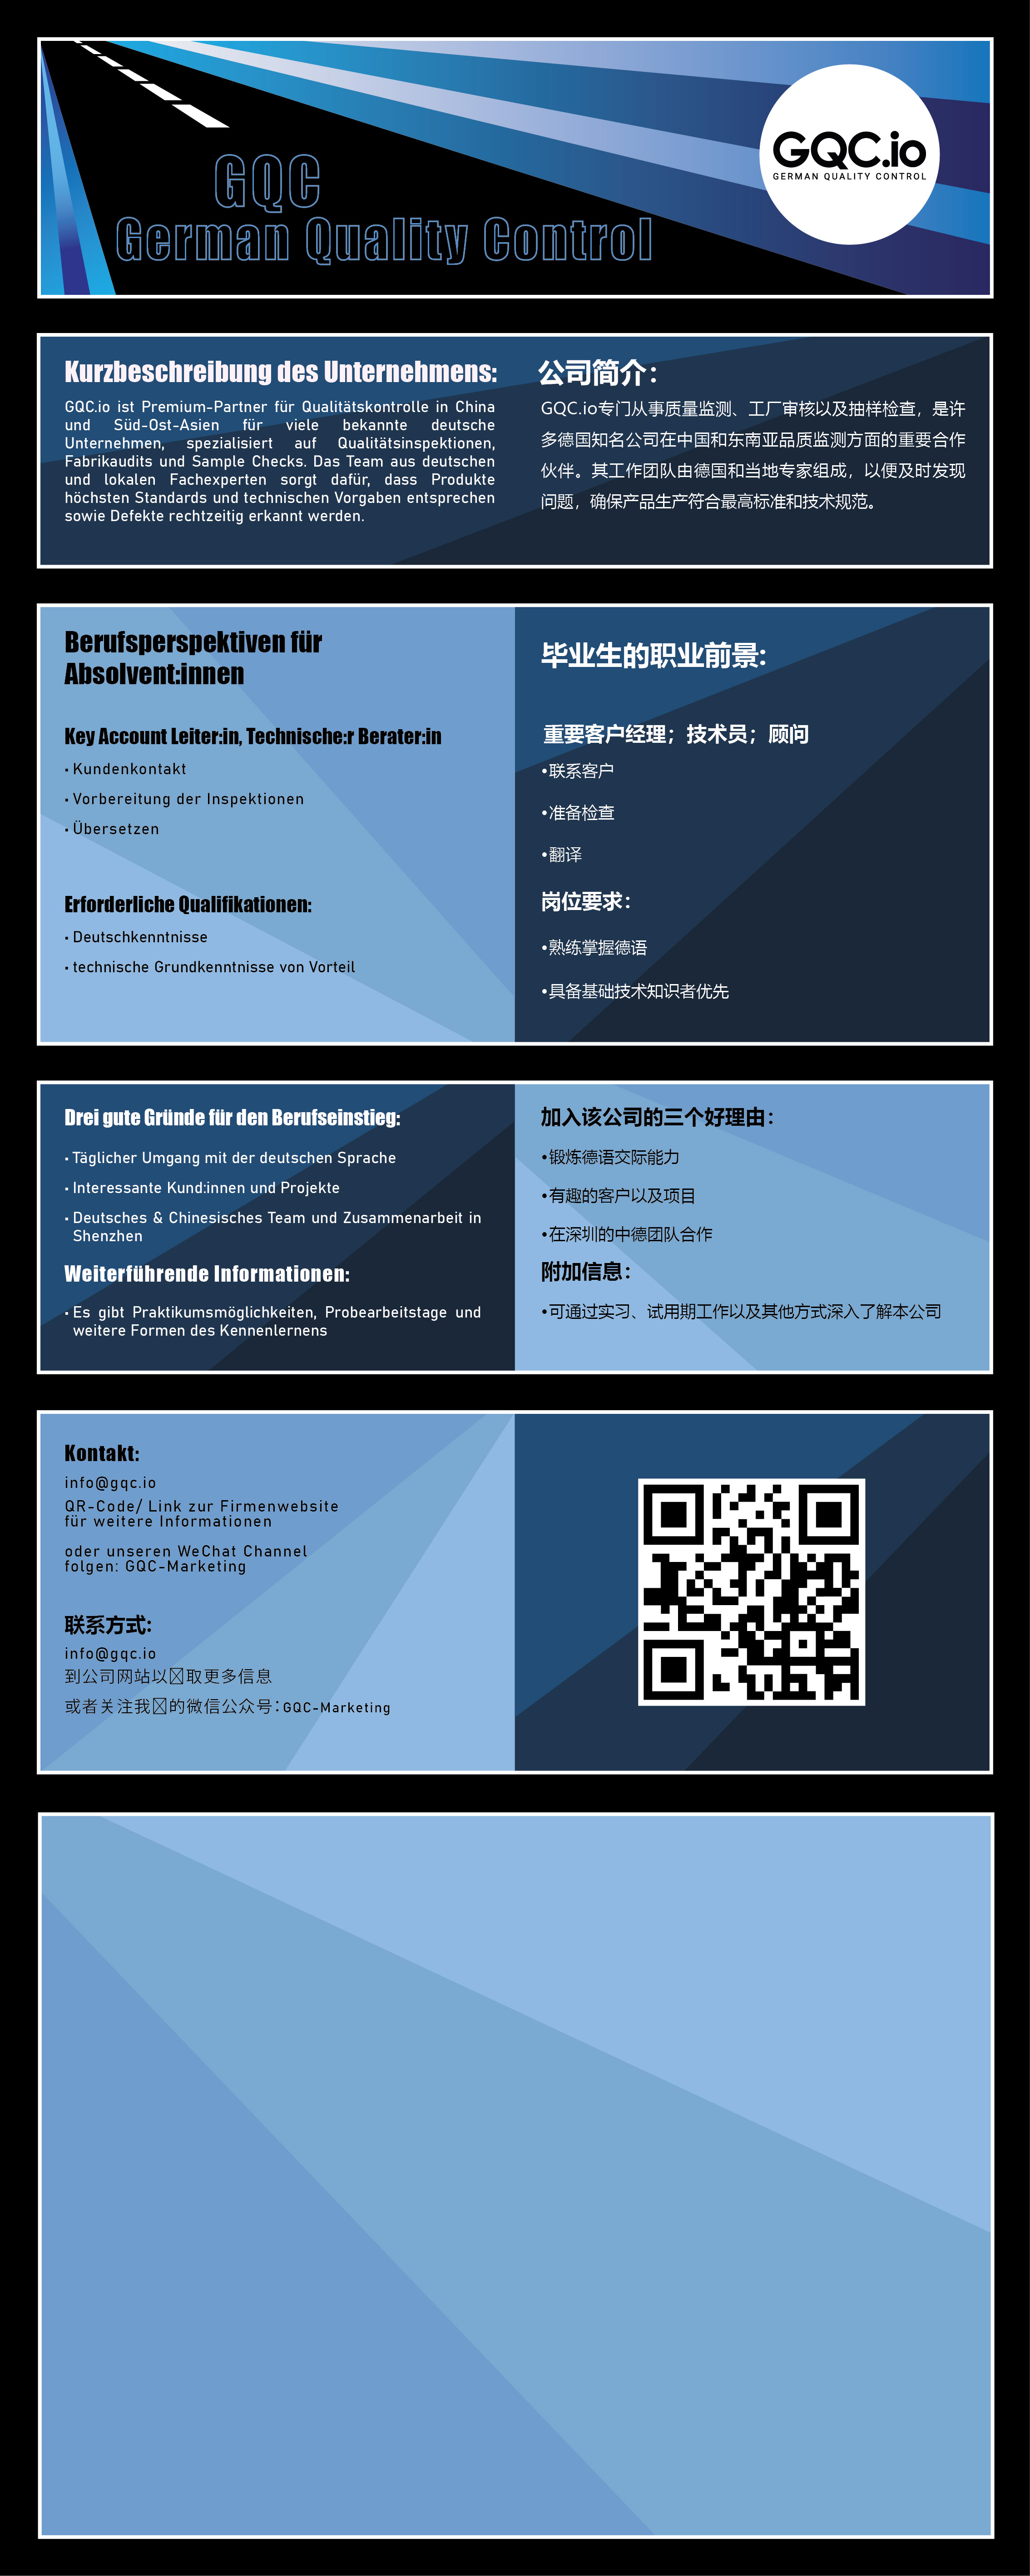 GQC
German Quality Control
GQC.io
GERMAN QUALITY CONTROL
Kurzbeschreibung des Unternehmens:
GQC.io ist Premium-Partner für Qualitätskontrolle in China
und Süd-Ost-Asien für viele bekannte deutsche
Unternehmen, spezialisiert auf Qualitätsinspektionen,
Fabrikaudits und Sample Checks. Das Team aus deutschen
und lokalen Fachexperten sorgt dafür, dass Produkte
höchsten Standards und technischen Vorgaben entsprechen
sowie Defekte rechtzeitig erkannt werden.
公司简介：
GQC.io专门从事质量监测、工厂审核以及抽样检查，是许
多德国知名公司在中国和东南亚品质监测方面的重要合作
伙伴。其工作团队由德国和当地专家组成，以便及时发现
问题，确保产品生产符合最高标准和技术规范。
Berufsperspektiven für
Absolvent:innen
Key Account Leiter:in, Technische:r Berater:in
• Kundenkontakt
• Vorbereitung der Inspektionen
• Übersetzen
Erforderliche Qualifikationen:
• Deutschkenntnisse
• technische Grundkenntnisse von Vorteil
毕业生的职业前景:
重要客户经理；技术员；顾问
•联系客户
•准备检查
•翻译
岗位要求：
•熟练掌握德语
•具备基础技术知识者优先
Drei gute Gründe für den Berufseinstieg:
• Täglicher Umgang mit der deutschen Sprache
• Interessante Kund:innen und Projekte
• Deutsches & Chinesisches Team und Zusammenarbeit in
Shenzhen
Weiterführende Informationen:
• Es gibt Praktikumsmöglichkeiten, Probearbeitstage und
weitere Formen des Kennenlernens
加入该公司的三个好理由：
•锻炼德语交际能力
•有趣的客户以及项目
•在深圳的中德团队合作
附加信息：
•可通过实习、试用期工作以及其他方式深入了解本公司
Kontakt:
info@gqc.io
QR-Code/ Link zur Firmenwebsite
für weitere Informationen
oder unseren WeChat Channel
folgen: GQC-Marketing
联系方式:
info@gqc.io
到公司网站以取更多信息
或者关注我的微信公众号：GQC-Marketing